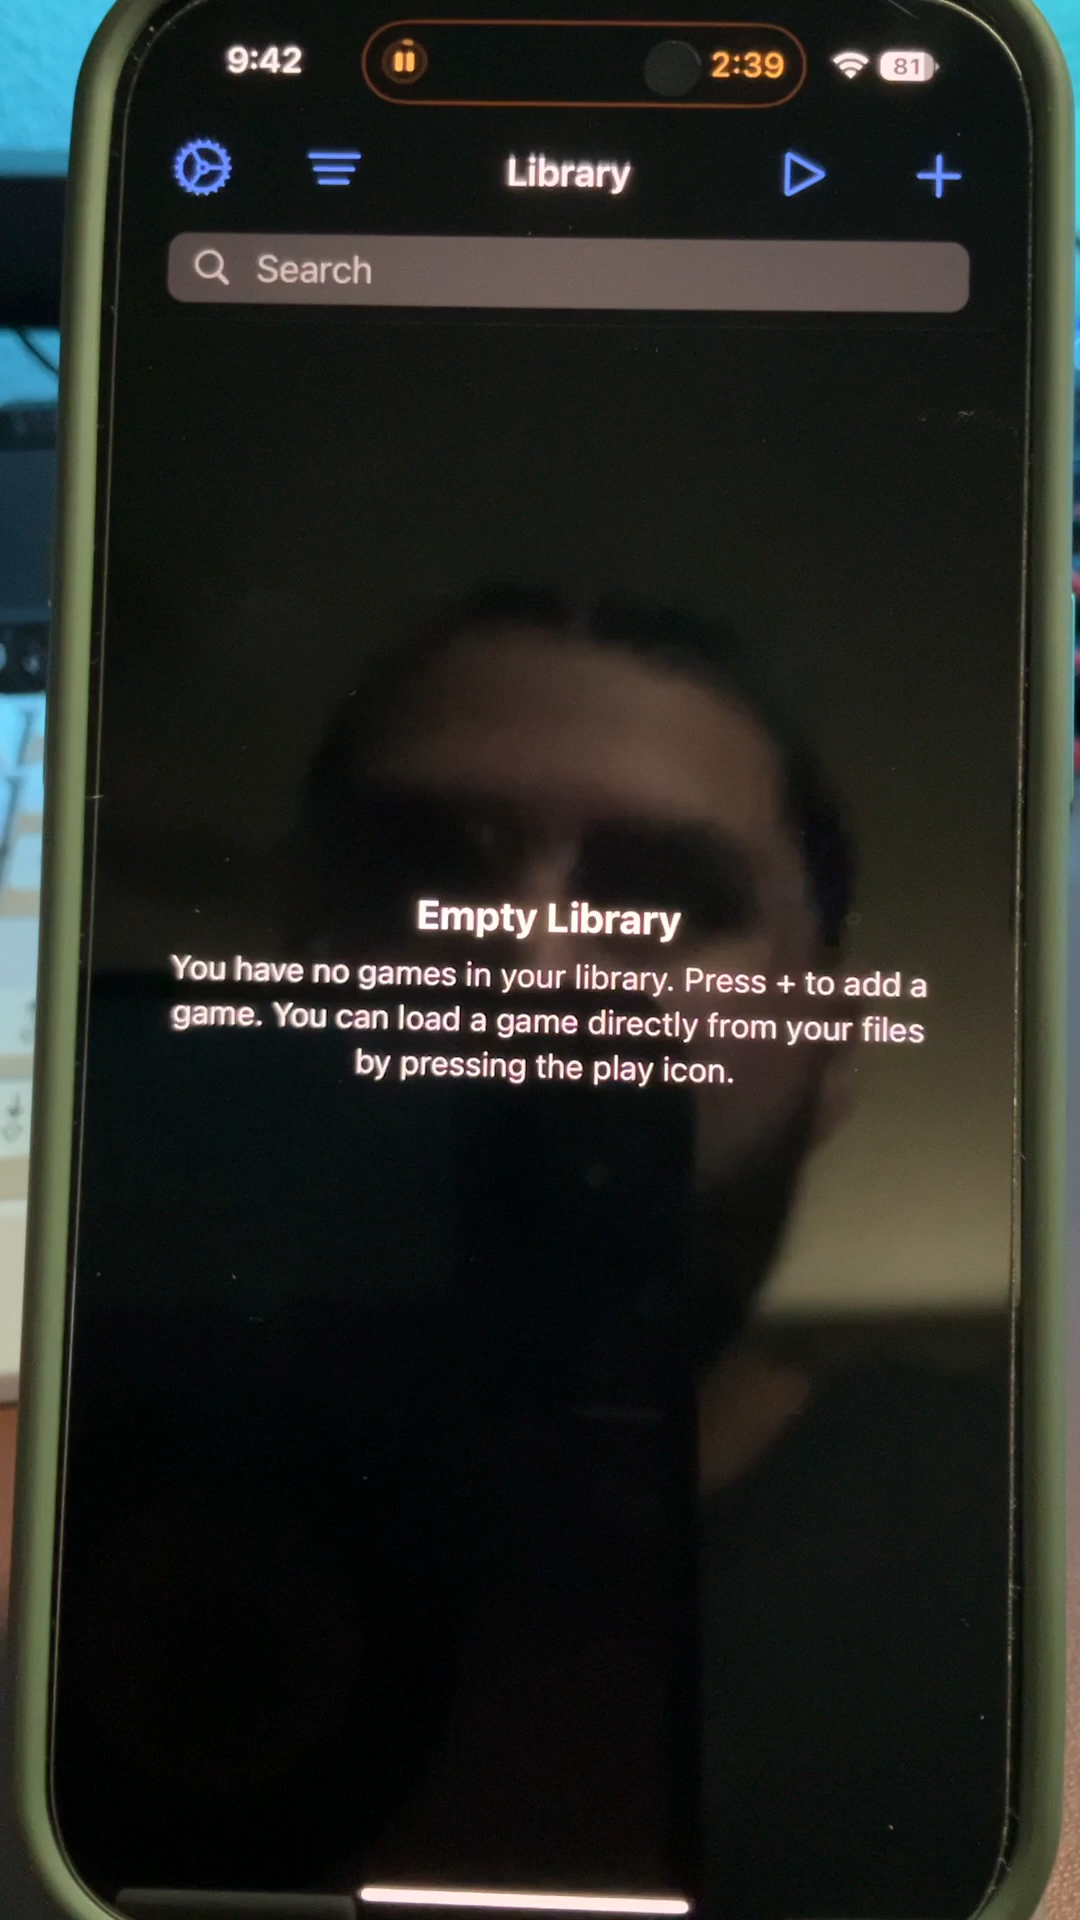 9:42
2:39
81
Library
Search
Empty Library
You have no games in your library. Press + to add a
game. You can load a game directly from your files
by pressing the play icon.